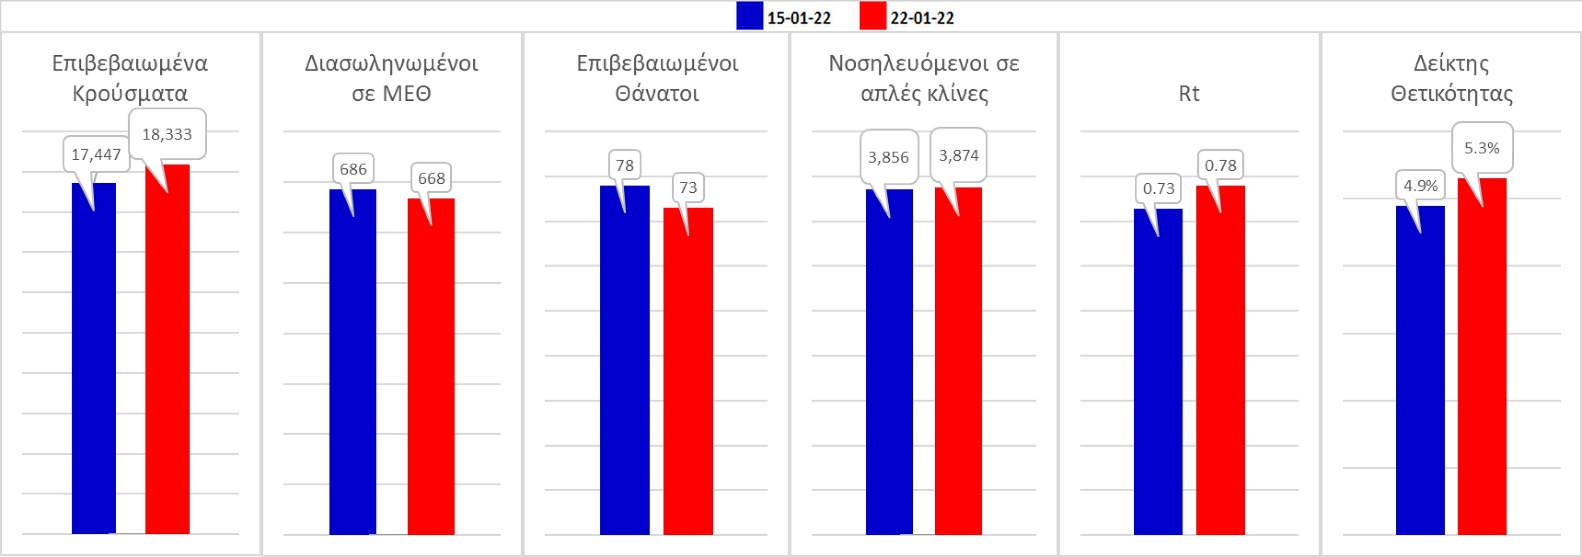 15-01-22 22-01-22
Επιβεβαιωμένα
Κρούσματα
17,447
18,333
Διασωληνωμένοι
σε ΜΕΘ
686
668
Επιβεβαιωμένοι
Θάνατοι
78
73
Νοσηλευόμενοι σε
απλές κλίνες
3,856
3,874
Rt
0.73
0.78
Δείκτης
Θετικότητας
4.9%
5.3%